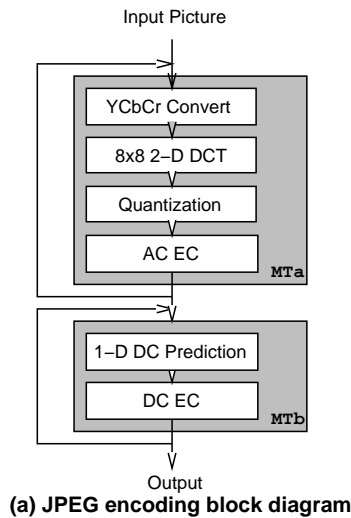 Input Picture
YCbCr Convert
8x8 2−D DCT
Quantization
AC EC
MTa
1−D DC Prediction
DC EC
MTb
Output
(a) JPEG encoding block diagram